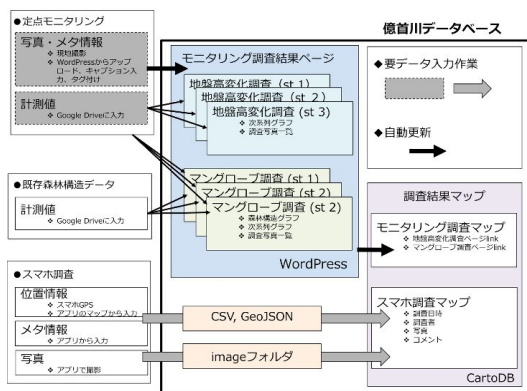 億首川データベース
●定点モニタリング
写真・メタ情報
❖ 現地撮影
❖ WordPressからアップ
ロード、キャプション入
力、タグ付け
計測値
❖ Google Driveに入力
●既存森林構造データ
計測値
❖ Google Driveに入力
●スマホ調査
位置情報
❖ スマホGPS
❖ アプリのマップから入力
メタ情報
❖ アプリから入力
写真
❖ アプリで撮影
モニタリング調査結果ページ
地盤高変化調査 (st 1)
地盤高変化調査 (st 2)
地盤高変化調査 (st 3)
❖ 次系列グラフ
❖ 調査写真一覧
マングローブ調査 (st 1)
マングローブ調査 (st 2)
マングローブ調査 (st 2)
❖ 森林構造グラフ
❖ 次系列グラフ
❖ 調査写真一覧
WordPress
CSV, GeoJSON
imageフォルダ
◆要データ入力作業
◆自動更新
調査結果マップ
モニタリング調査マップ
❖ 地盤高変化調査ページlink
❖ マングローブ調査ページlink
スマホ調査マップ
❖ 調査日時
❖ 調査者
❖ 写真
❖ コメント
CartoDB